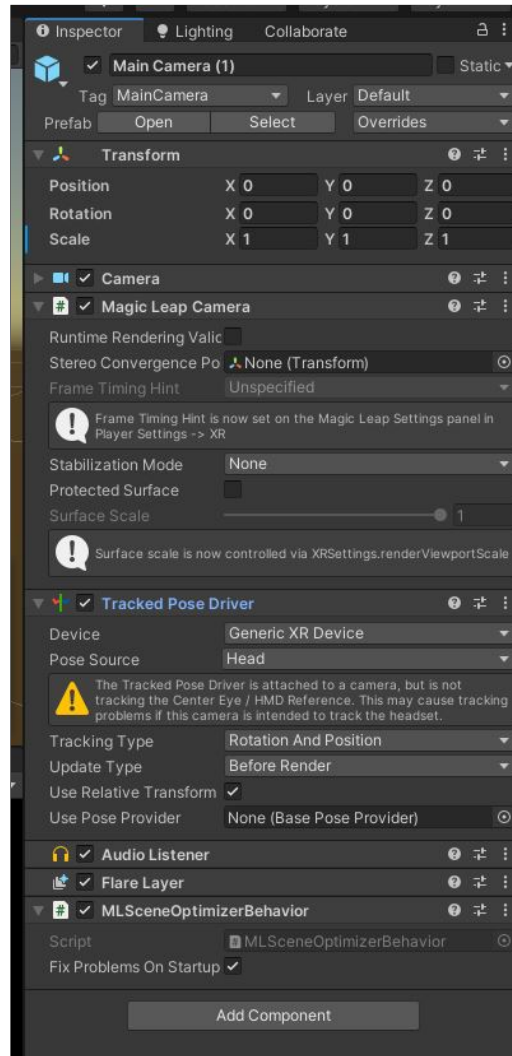 Inspector Lighting Collaborate
Main Camera (1) Static
Tag MainCamera Layer Default
Prefab Open Select Overrides
Transform
Position X 0 Y 0 Z 0
Rotation X 0 Y 0 Z 0
Scale X 1 Y 1 Z 1
Camera
# Magic Leap Camera
Runtime Rendering Valic
Stereo Convergence Po None (Transform)
Frame Timing Hint Unspecified
Frame Timing Hint is now set on the Magic Leap Settings panel in
Player Settings -> XR
Stabilization Mode None
Protected Surface
Surface Scale 1
Surface scale is now controlled via XRSettings.renderViewportScale
Tracked Pose Driver
Device Generic XR Device
Pose Source Head
The Tracked Pose Driver is attached to a camera, but is not
tracking the Center Eye / HMD Reference. This may cause tracking
problems if this camera is intended to track the headset.
Tracking Type Rotation And Position
Update Type Before Render
Use Relative Transform
Use Pose Provider None (Base Pose Provider)
Audio Listener
Flare Layer
# MLSceneOptimizerBehavior
Script MLSceneOptimizerBehavior
Fix Problems On Startup
Add Component